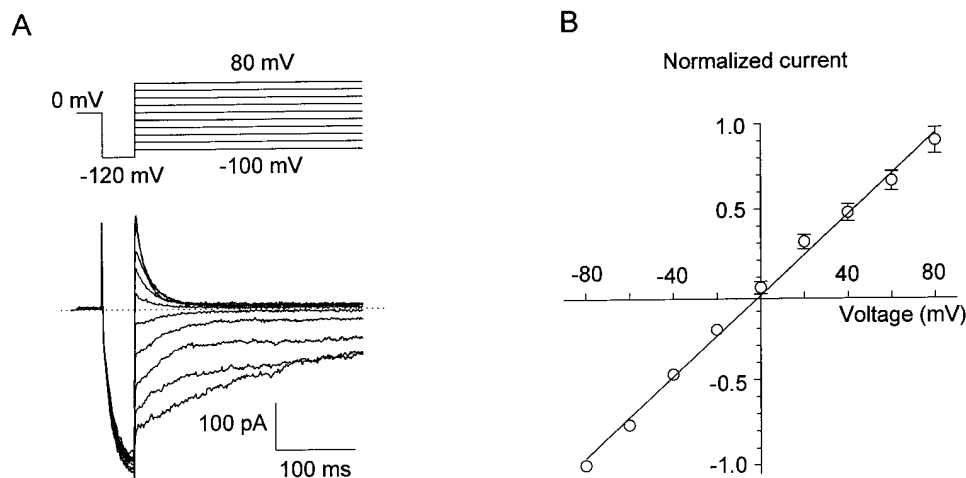 A
80 mV
0 mV
-120 mV
-100 mV
100 pA
100 ms
B
Normalized current
1.0
0.5
-80
-40
40
80
Voltage (mV)
-0.5
-1.0